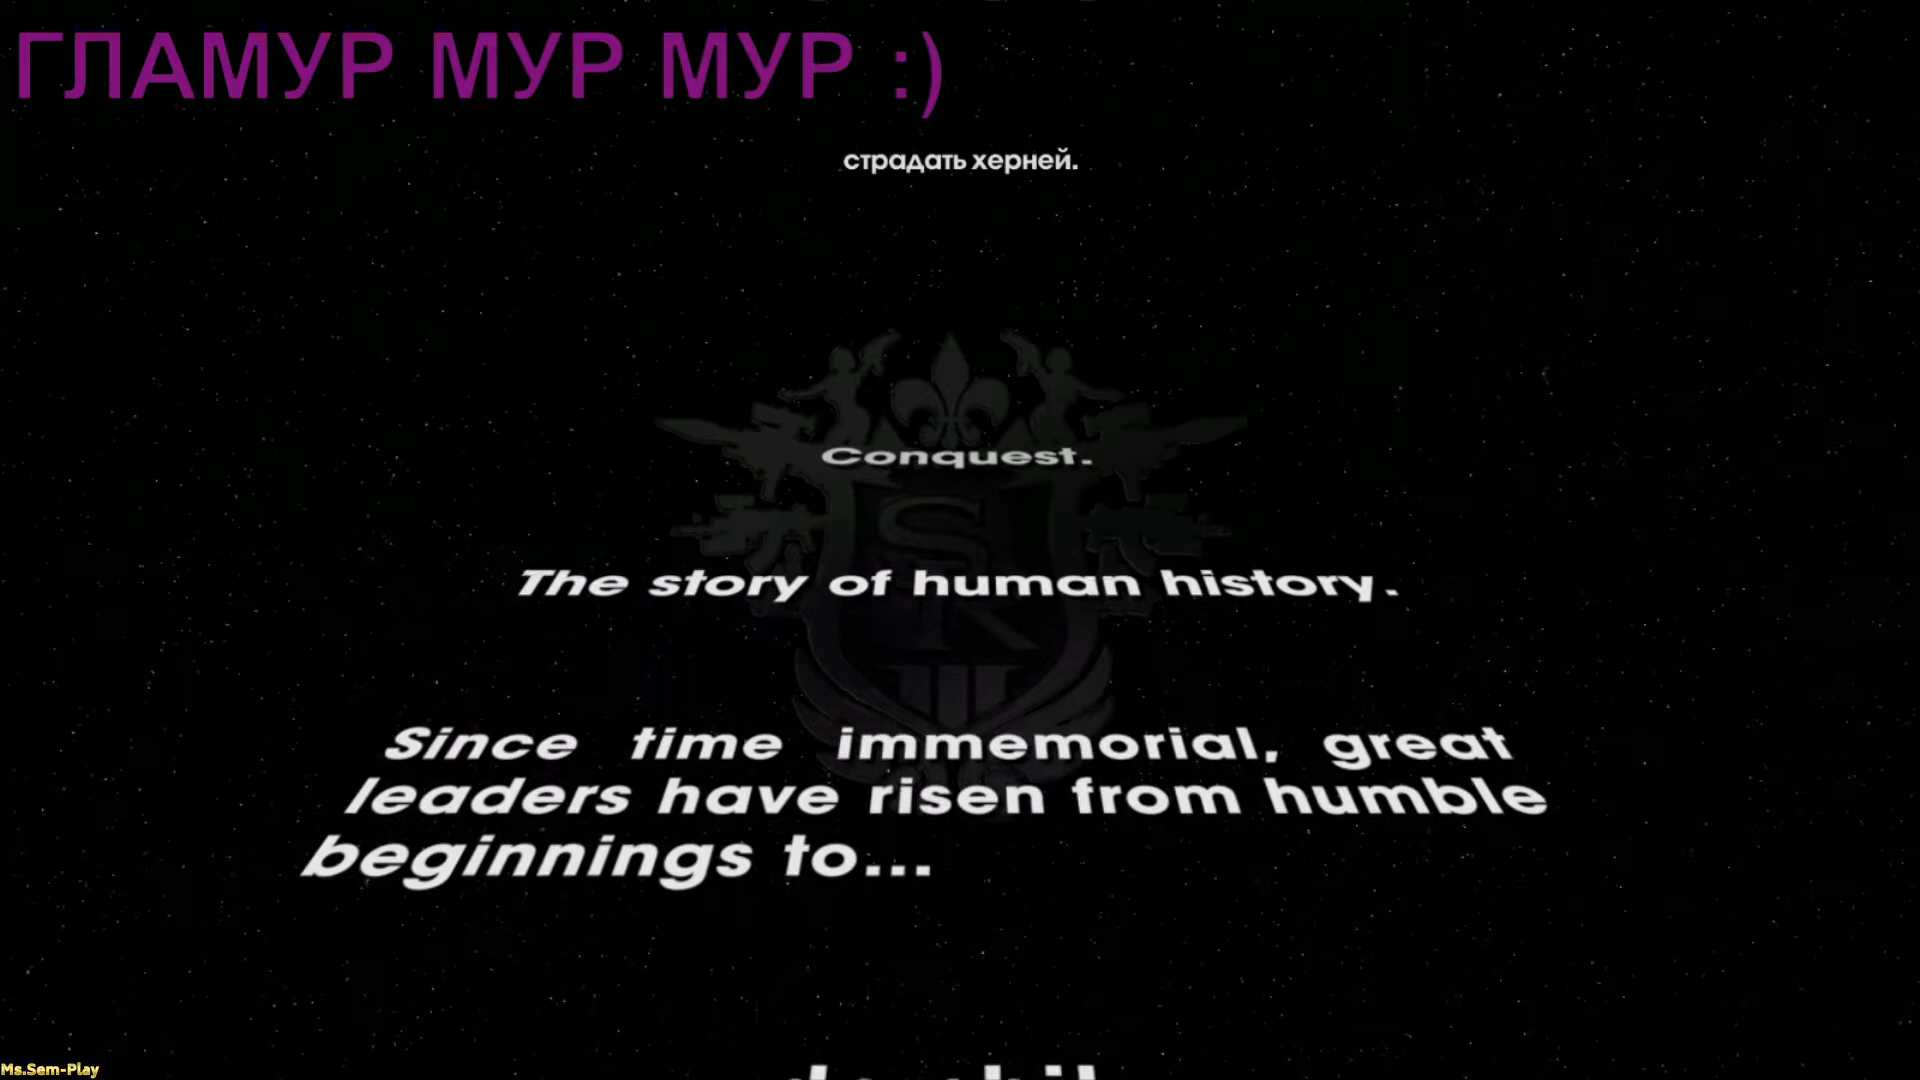 ГЛАМУР МУР МУР :)
страдать херней.
Conquest.
The story of human history.
Since time immemorial, great
leaders have risen from humble
beginnings to...
Ms.Sem-Play